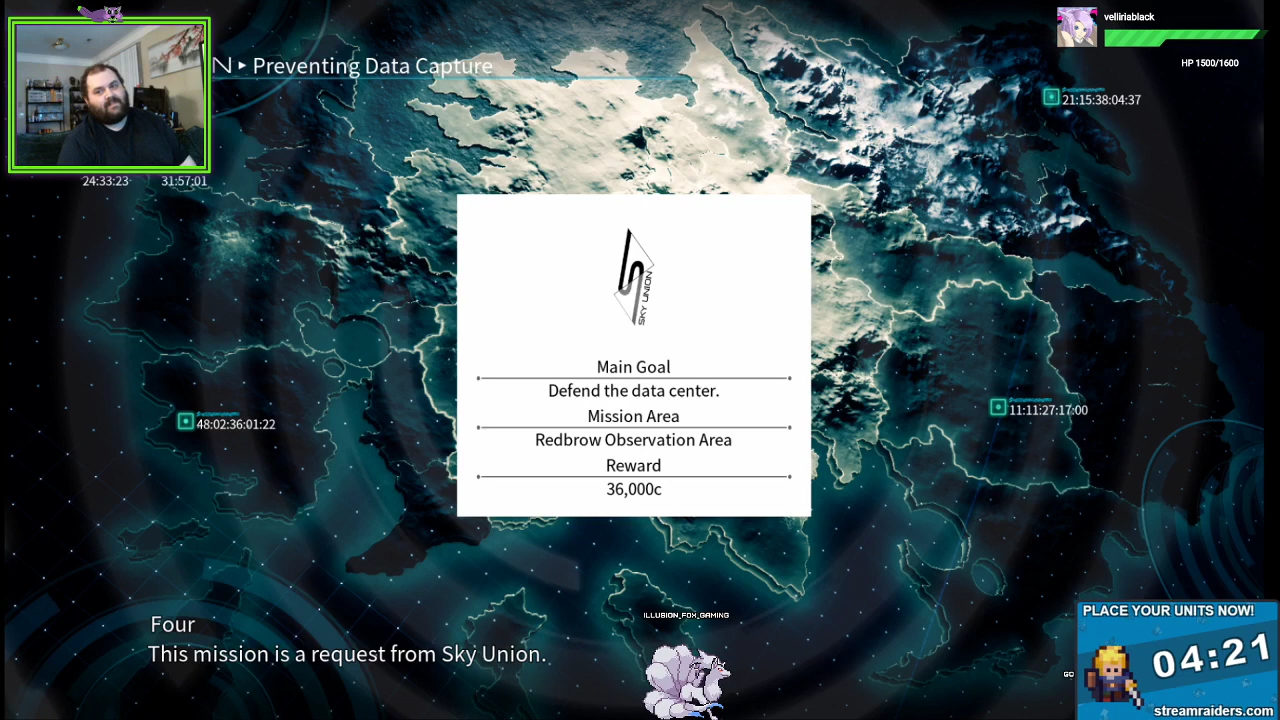 velliriablack
HP 1500/1600
N ▸ Preventing Data Capture
21:15:38:04:37
24:33:23-
31:57:01
SKY UNION
Main Goal
Defend the data center.
Mission Area
Redbrow Observation Area
Reward
36,000c
48:02:36:01:22
11:11:27:17:00
Four
This mission is a request from Sky Union.
ILLUSION_FOX_GAMING
GO
PLACE YOUR UNITS NOW!
04:21
streamraiders.com